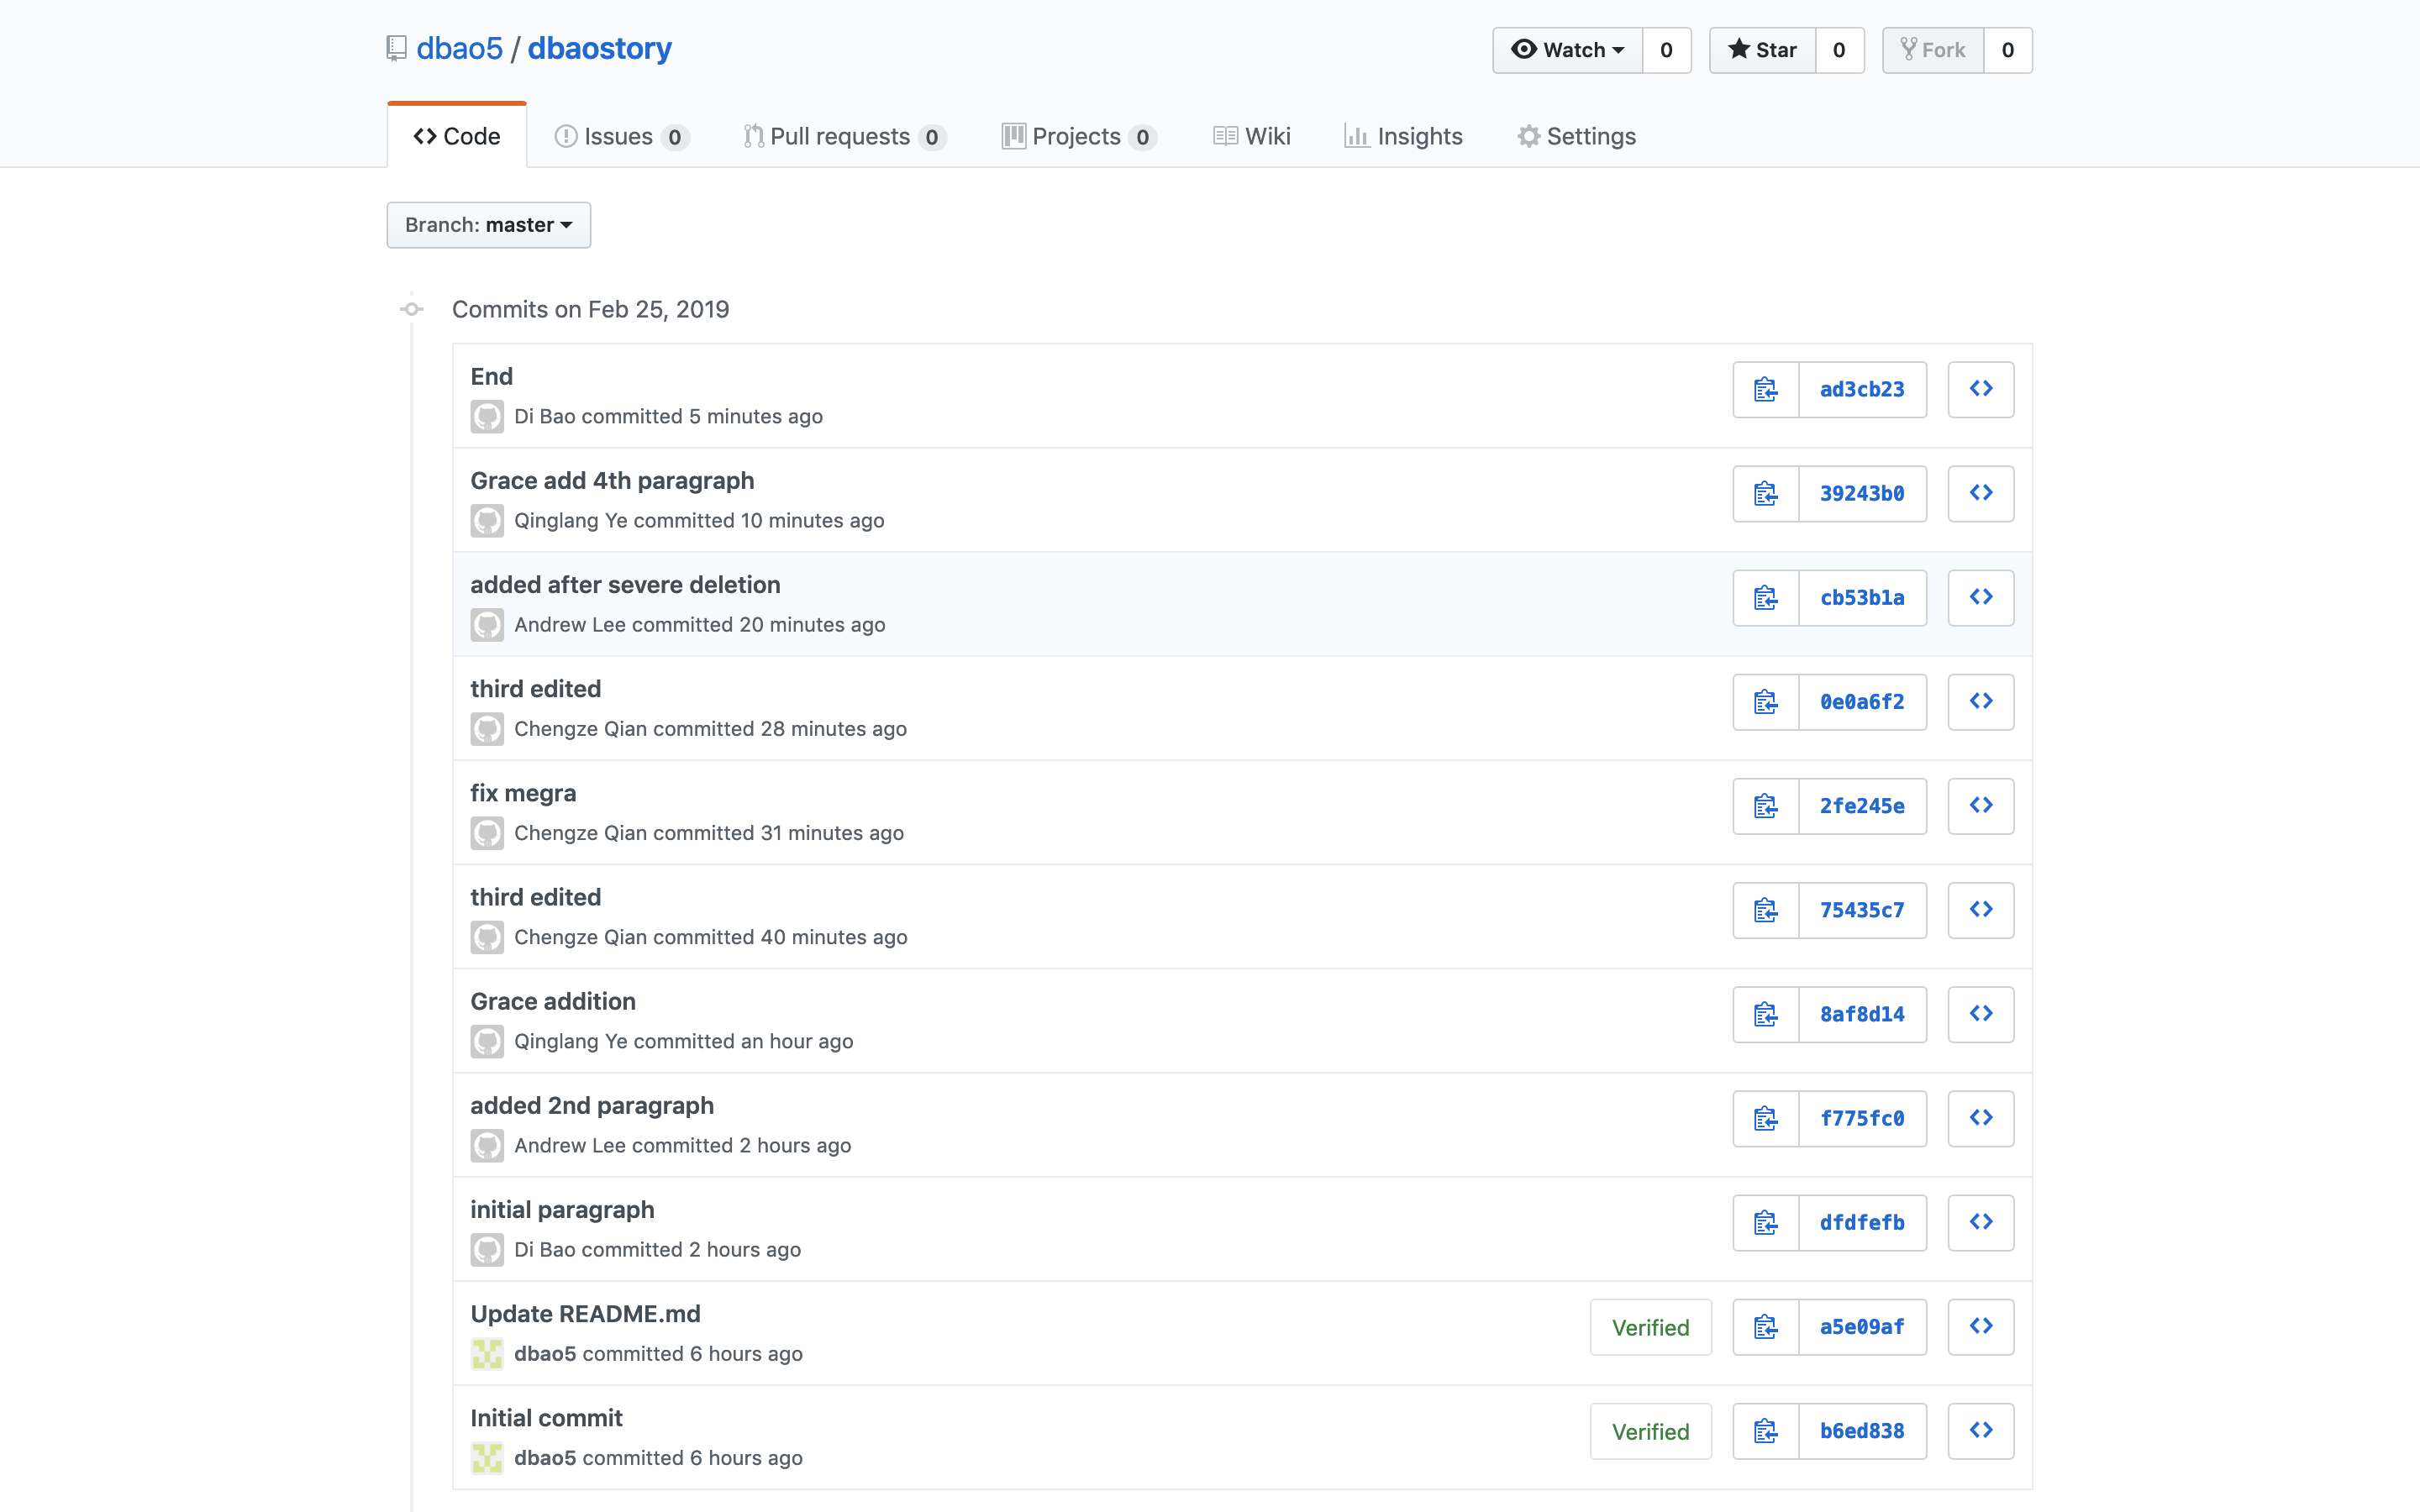 dbao5 / dbaostory
Watch 0 Star 0 Fork 0
Code Issues 0 Pull requests 0 Projects 0 Wiki Insights Settings
Branch: master
Commits on Feb 25, 2019
End
Di Bao committed 5 minutes ago
ad3cb23
Grace add 4th paragraph
Qinglang Ye committed 10 minutes ago
39243b0
added after severe deletion
Andrew Lee committed 20 minutes ago
cb53b1a
third edited
Chengze Qian committed 28 minutes ago
0e0a6f2
fix megra
Chengze Qian committed 31 minutes ago
2fe245e
third edited
Chengze Qian committed 40 minutes ago
75435c7
Grace addition
Qinglang Ye committed an hour ago
8af8d14
added 2nd paragraph
Andrew Lee committed 2 hours ago
f775fc0
initial paragraph
Di Bao committed 2 hours ago
dfdfefb
Update README.md
dbao5 committed 6 hours ago
Verified a5e09af
Initial commit
dbao5 committed 6 hours ago
Verified b6ed838